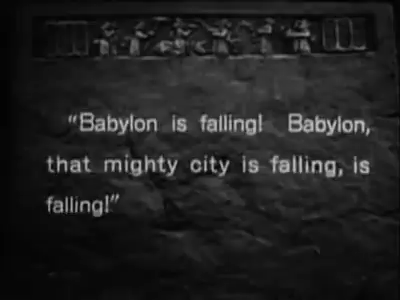 “Babylon is falling! Babylon,
that mighty city is falling, is
falling!”